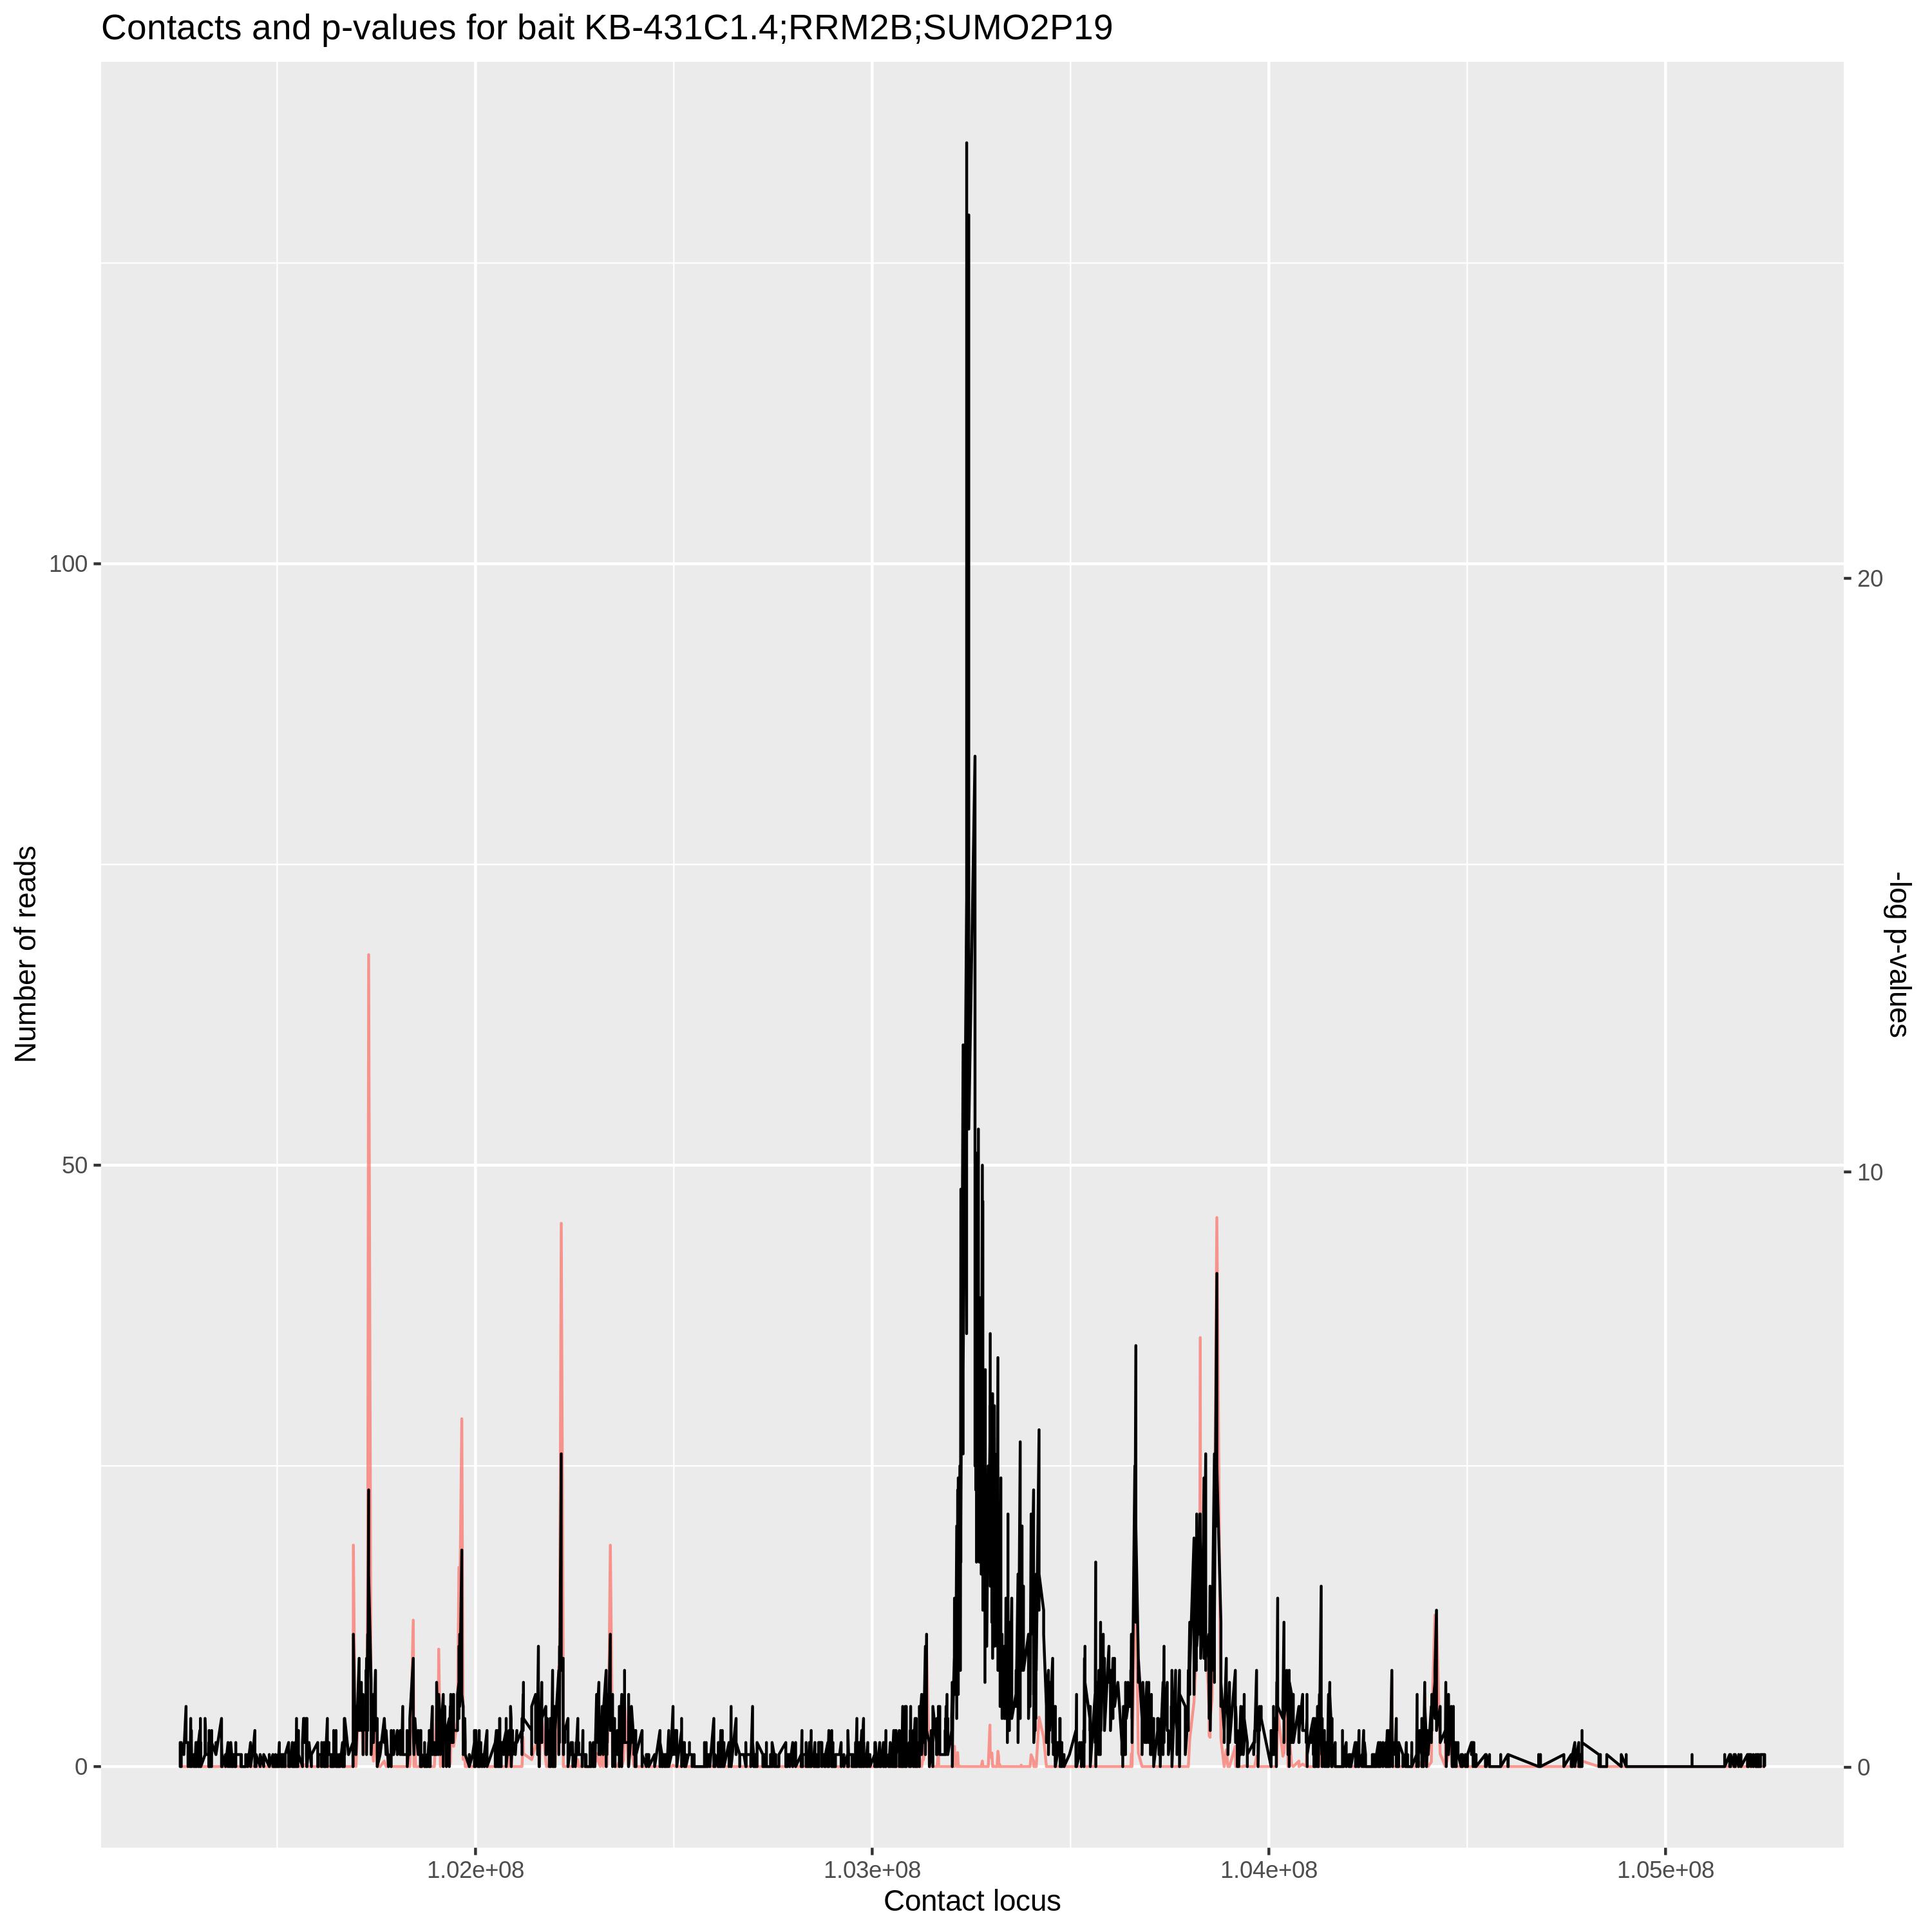 Contacts and p-values for bait KB-431C1.4;RRM2B;SUMO2P19
100
50
0
Number of reads
20
10
0
-log p-values
1.02e+08
1.03e+08
1.04e+08
1.05e+08
Contact locus